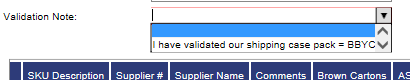 Validation Note:
I have validated our shipping case pack = BBYC
SKU Description Supplier # Supplier Name Comments Brown Cartons AS